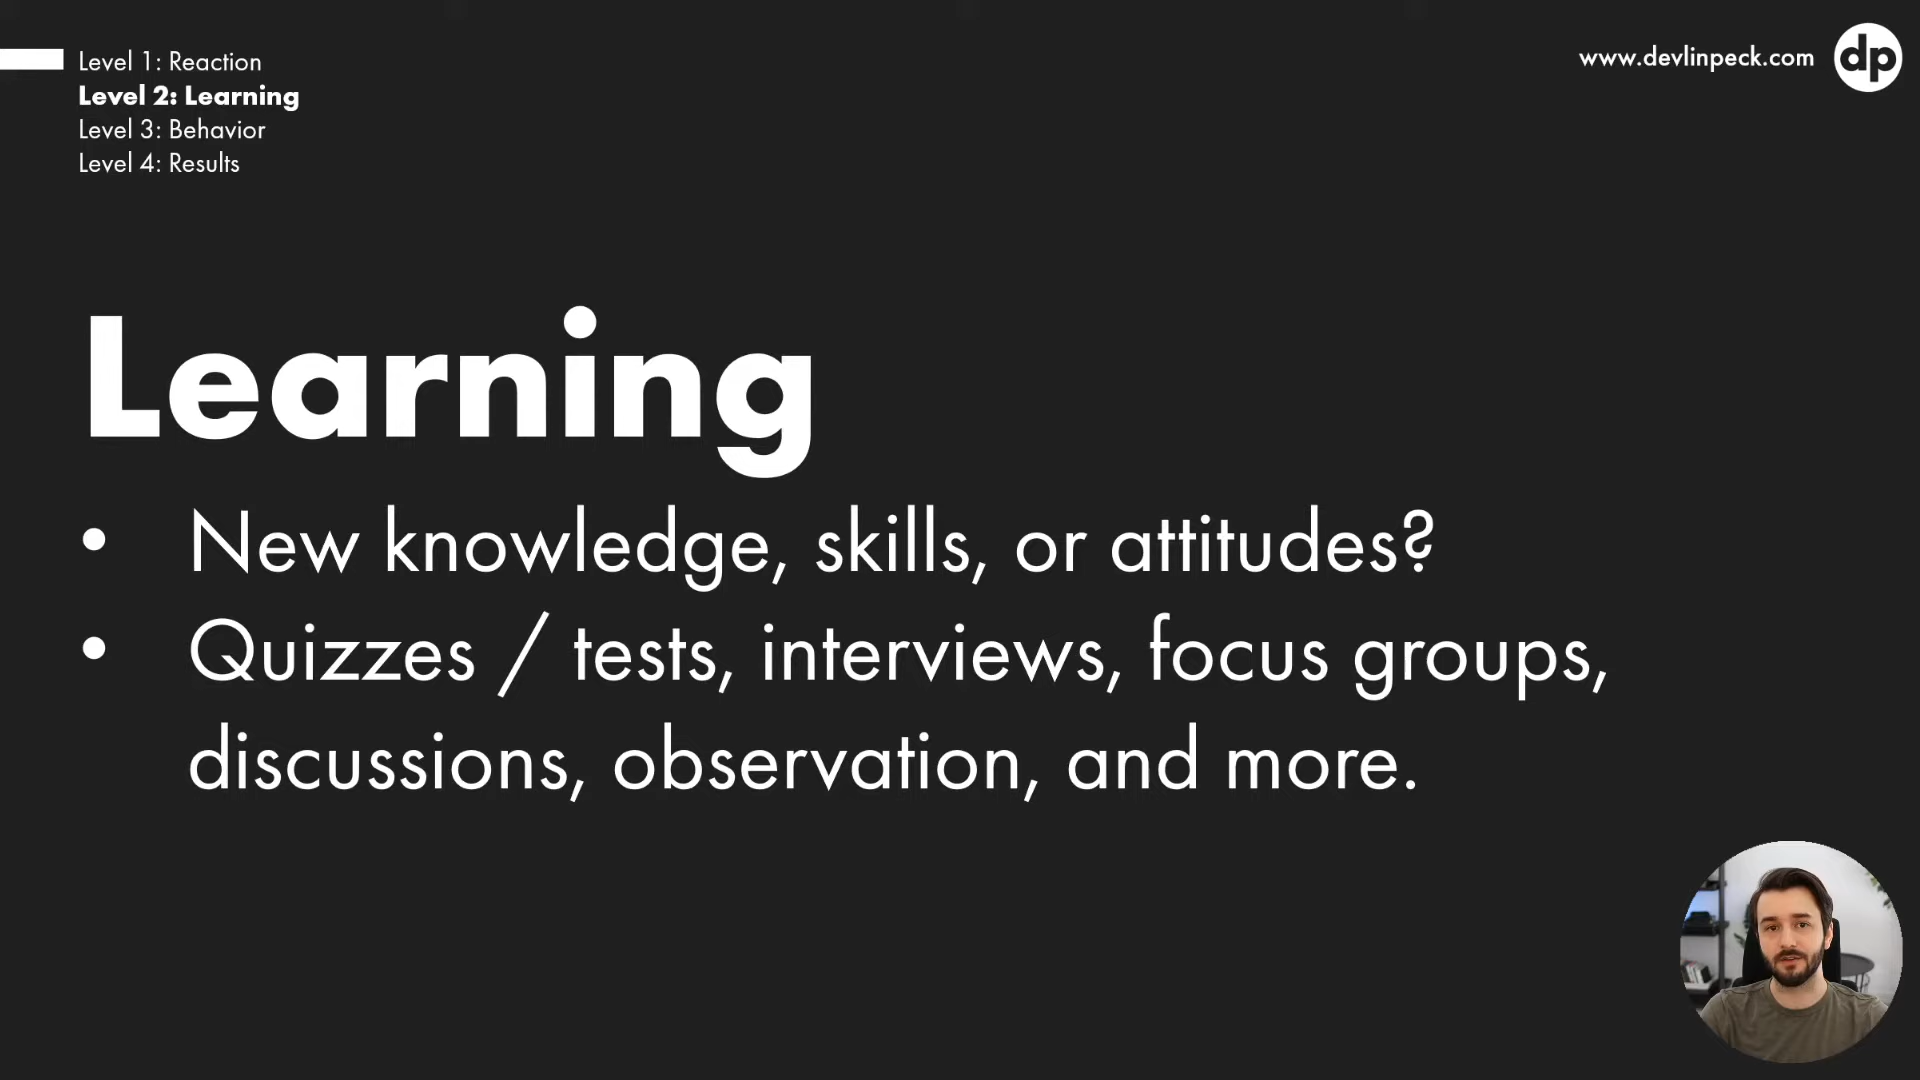 Level 1: Reaction
Level 2: Learning
Level 3: Behavior
Level 4: Results
www.devlinpeck.com
dp
Learning
• New knowledge, skills, or attitudes?
• Quizzes / tests, interviews, focus groups,
discussions, observation, and more.